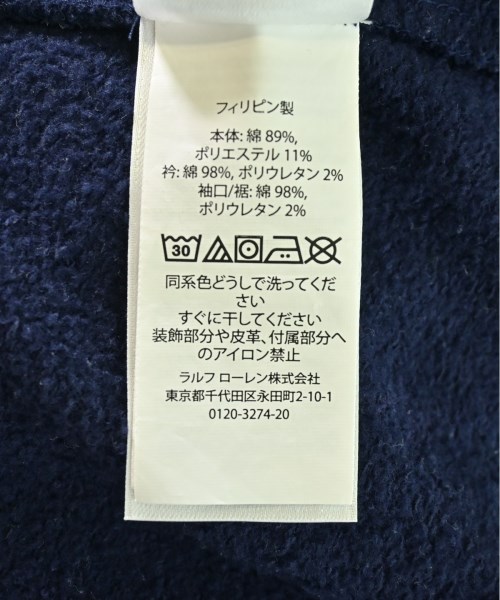 フィリピン製
本体: 綿 89%,
ポリエステル 11%
衿: 綿 98%, ポリウレタン 2%
袖口/裾: 綿 98%,
ポリウレタン 2%
30
同系色どうしで洗ってくだ
さい
すぐに干してください
装飾部分や皮革、付属部分へ
のアイロン禁止
ラルフ ローレン株式会社
東京都千代田区永田町2-10-1
0120-3274-20